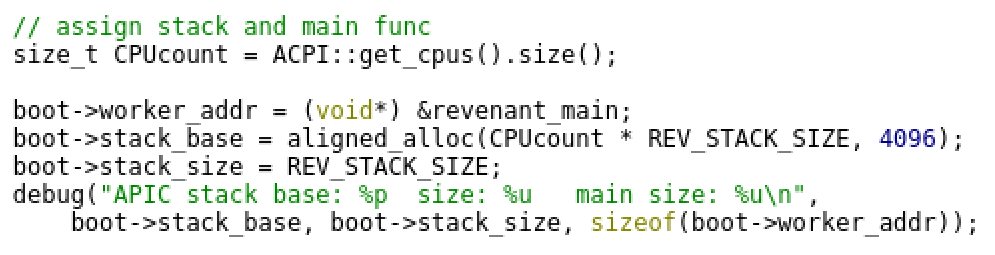 // assign stack and main func
size_t CPUcount = ACPI::get_cpus().size();
boot->worker_addr = (void*) &revenant_main;
boot->stack_base = aligned_alloc(CPUcount * REV_STACK_SIZE, 4096);
boot->stack_size = REV_STACK_SIZE;
debug("APIC stack base: %p  size: %u   main size: %u\n",
    boot->stack_base, boot->stack_size, sizeof(boot->worker_addr));